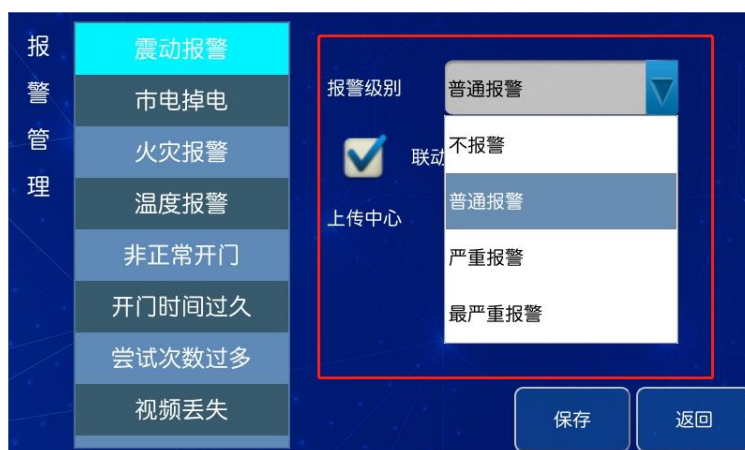 报警管理
震动报警
市电掉电
火灾报警
温度报警
非正常开门
开门时间过久
尝试次数过多
视频丢失
报警级别
普通报警
联动
上传中心
不报警
普通报警
严重报警
最严重报警
保存
返回